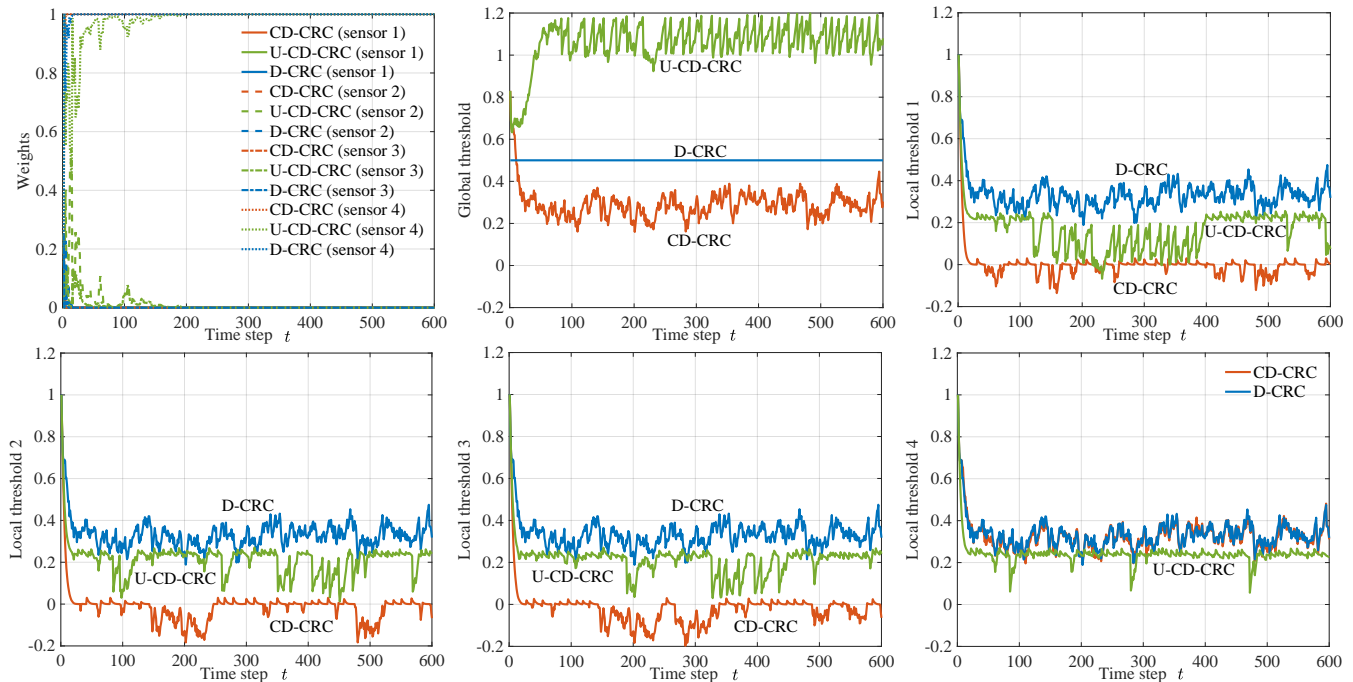 Weights
1
0.8
0.6
0.4
0.2
0
0 100 200 300 400 500 600
Time step t
CD-CRC (sensor 1)
U-CD-CRC (sensor 1)
D-CRC (sensor 1)
CD-CRC (sensor 2)
U-CD-CRC (sensor 2)
D-CRC (sensor 2)
CD-CRC (sensor 3)
U-CD-CRC (sensor 3)
D-CRC (sensor 3)
CD-CRC (sensor 4)
U-CD-CRC (sensor 4)
D-CRC (sensor 4)
Global threshold
1.2
1
0.8
0.6
0.4
0.2
0
-0.2
0 100 200 300 400 500 600
Time step t
U-CD-CRC
D-CRC
CD-CRC
Local threshold 1
1.2
1
0.8
0.6
0.4
0.2
0
-0.2
0 100 200 300 400 500 600
Time step t
D-CRC
U-CD-CRC
CD-CRC
Local threshold 2
1.2
1
0.8
0.6
0.4
0.2
0
-0.2
0 100 200 300 400 500 600
Time step t
D-CRC
U-CD-CRC
CD-CRC
Local threshold 3
1.2
1
0.8
0.6
0.4
0.2
0
-0.2
0 100 200 300 400 500 600
Time step t
D-CRC
U-CD-CRC
CD-CRC
Local threshold 4
1.2
1
0.8
0.6
0.4
0.2
0
-0.2
0 100 200 300 400 500 600
Time step t
CD-CRC
D-CRC
U-CD-CRC